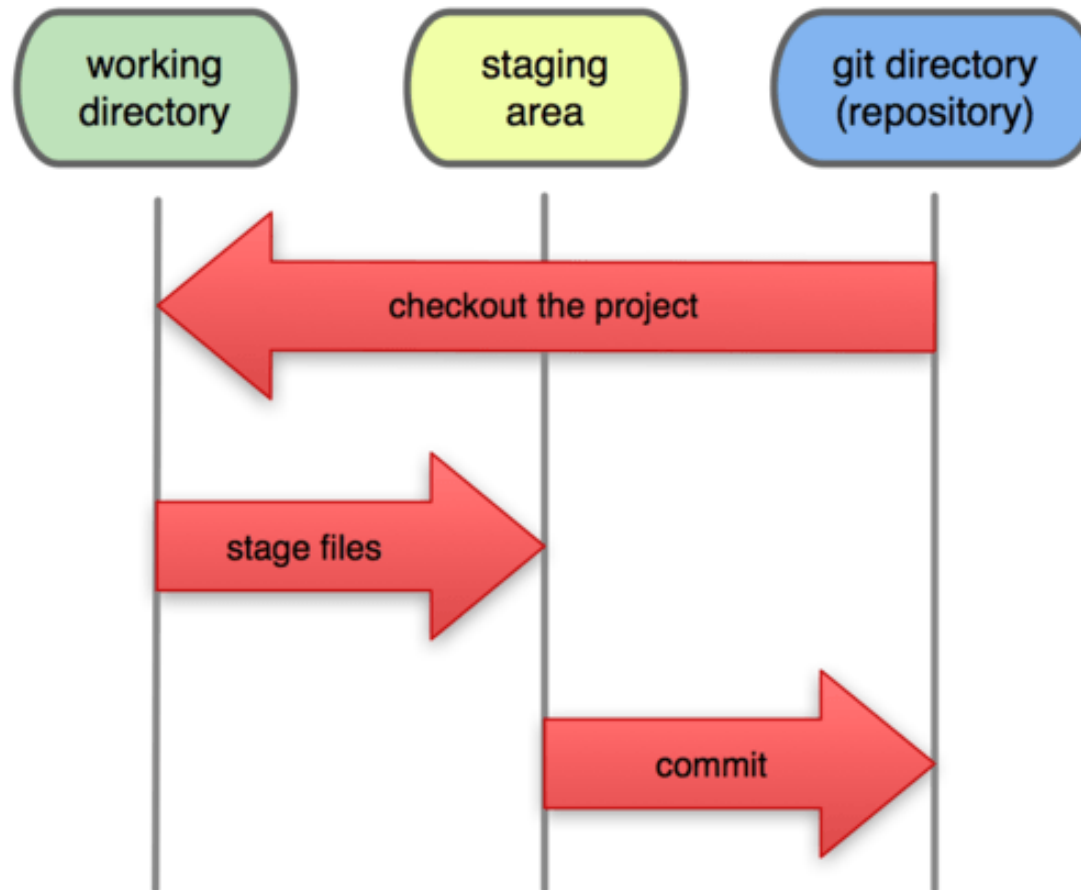 working
directory
staging
area
git directory
(repository)
checkout the project
stage files
commit